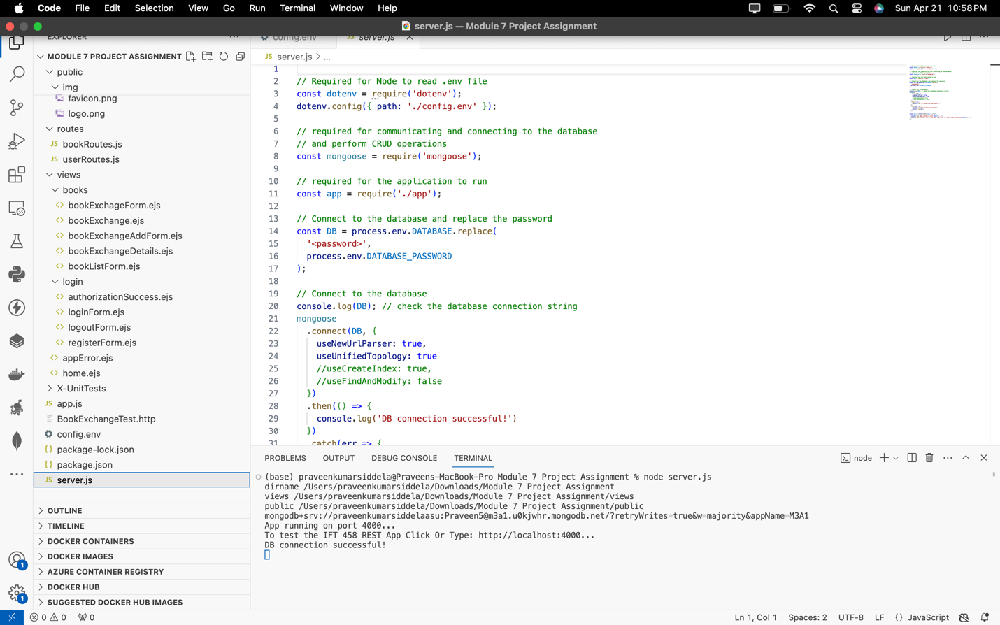 Code File Edit Selection View Go Run Terminal Window Help Sun Apr 21 10:58 PM
server.js — Module 7 Project Assignment
EXPLORER
config.env
server.js
MODULE 7 PROJECT ASSIGNMENT
public
img
favicon.png
logo.png
routes
JS bookRoutes.js
JS userRoutes.js
views
books
<> bookExchageForm.ejs
<> bookExchange.ejs
<> bookExchangeAddForm.ejs
<> bookExchangeDetails.ejs
<> bookListForm.ejs
login
<> authorizationSuccess.ejs
<> loginForm.ejs
<> logoutForm.ejs
<> registerForm.ejs
<> appError.ejs
<> home.ejs
X-UnitTests
JS app.js
BookExchangeTest.http
config.env
{} package-lock.json
{} package.json
JS server.js
OUTLINE
TIMELINE
DOCKER CONTAINERS
DOCKER IMAGES
AZURE CONTAINER REGISTRY
DOCKER HUB
SUGGESTED DOCKER HUB IMAGES
1
1
JS server.js > ...
1
2 // Required for Node to read .env file
3 const dotenv = require('dotenv');
4 dotenv.config({ path: './config.env' });
5
6 // required for communicating and connecting to the database
7 // and perform CRUD operations
8 const mongoose = require('mongoose');
9
10 // required for the application to run
11 const app = require('./app');
12
13 // Connect to the database and replace the password
14 const DB = process.env.DATABASE.replace(
15 '<password>',
16 process.env.DATABASE_PASSWORD
17 );
18
19 // Connect to the database
20 console.log(DB); // check the database connection string
21 mongoose
22 .connect(DB, {
23 useNewUrlParser: true,
24 useUnifiedTopology: true
25 //useCreateIndex: true,
26 //useFindAndModify: false
27 })
28 .then(() => {
29 console.log('DB connection successful!')
30 })
31 .catch(err => {
PROBLEMS OUTPUT DEBUG CONSOLE TERMINAL node
(base) praveenkumarsiddela@Praveens-MacBook-Pro Module 7 Project Assignment % node server.js
dirname /Users/praveenkumarsiddela/Downloads/Module 7 Project Assignment
views /Users/praveenkumarsiddela/Downloads/Module 7 Project Assignment/views
public /Users/praveenkumarsiddela/Downloads/Module 7 Project Assignment/public
mongodb+srv://praveenkumarsiddelaasu:Praveen5@m3a1.u0kjwhr.mongodb.net/?retryWrites=true&w=majority&appName=M3A1
App running on port 4000...
To test the IFT 458 REST App Click Or Type: http://localhost:4000...
DB connection successful!
0 0 0 Ln 1, Col 1 Spaces: 2 UTF-8 LF {} JavaScript